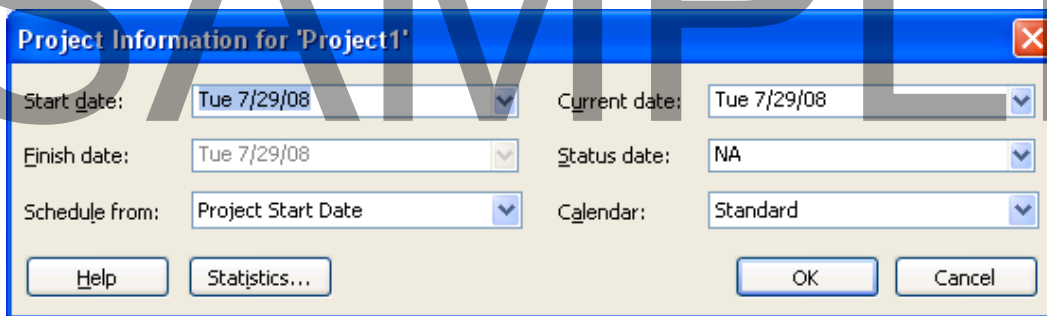 SAMPLE
Project Information for 'Project1'
Start date: Tue 7/29/08 Current date: Tue 7/29/08
Finish date: Tue 7/29/08 Status date: NA
Schedule from: Project Start Date Calendar: Standard
Help Statistics... OK Cancel